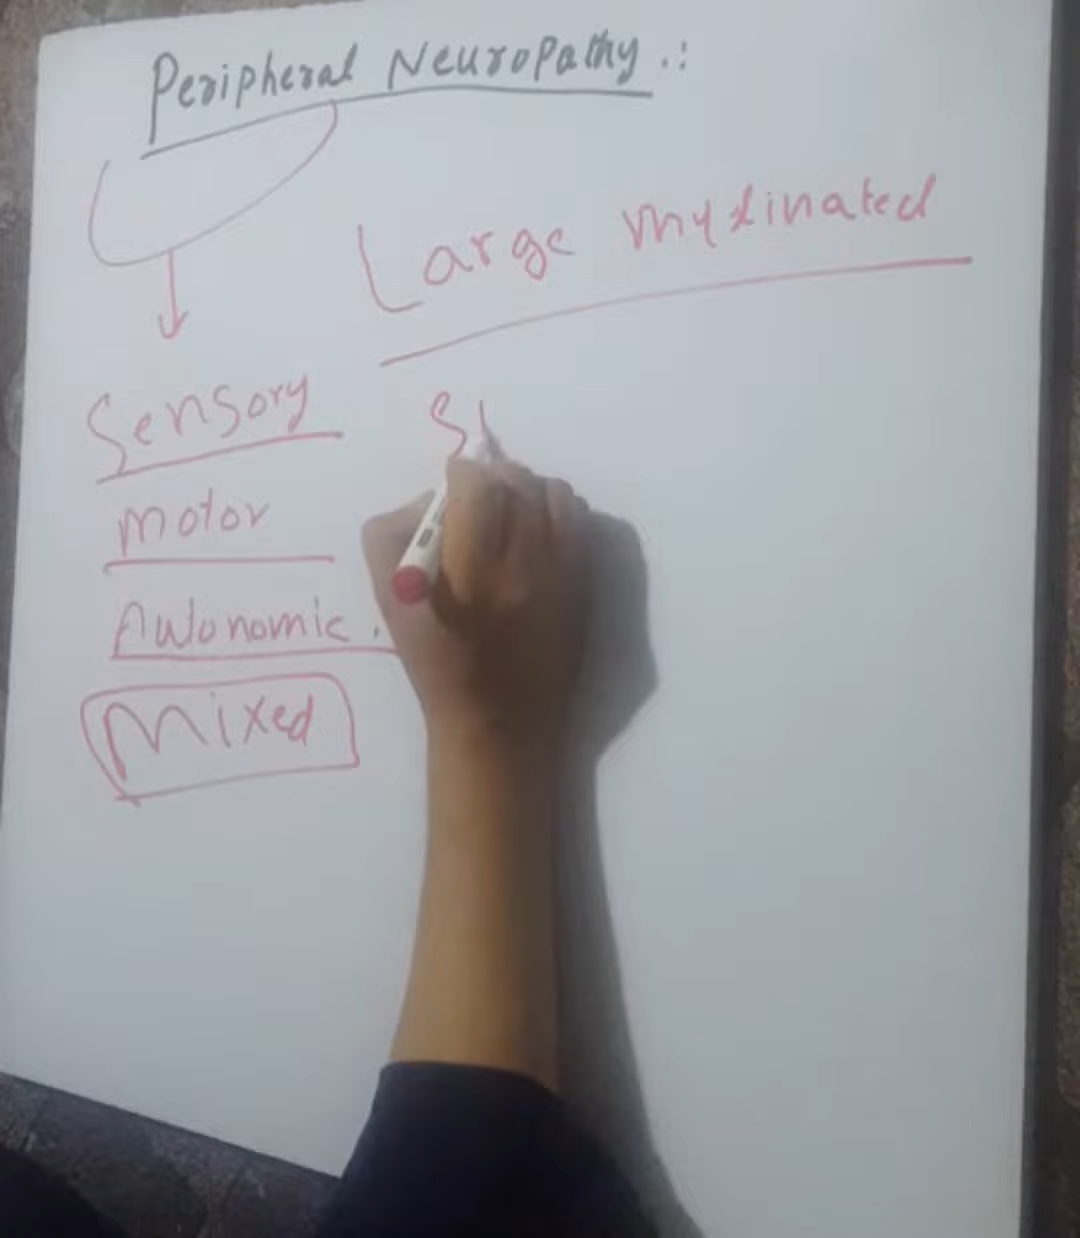 Peripheral Neuropathy .:
Large myelinated
Sensory
Motor
Autonomic.
Mixed